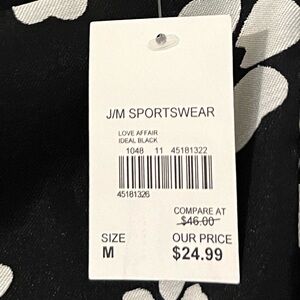 J/M SPORTSWEAR
LOVE AFFAIR
IDEAL BLACK
1048 11 45181322
45181326
COMPARE AT
$46.00
SIZE OUR PRICE
M $24.99